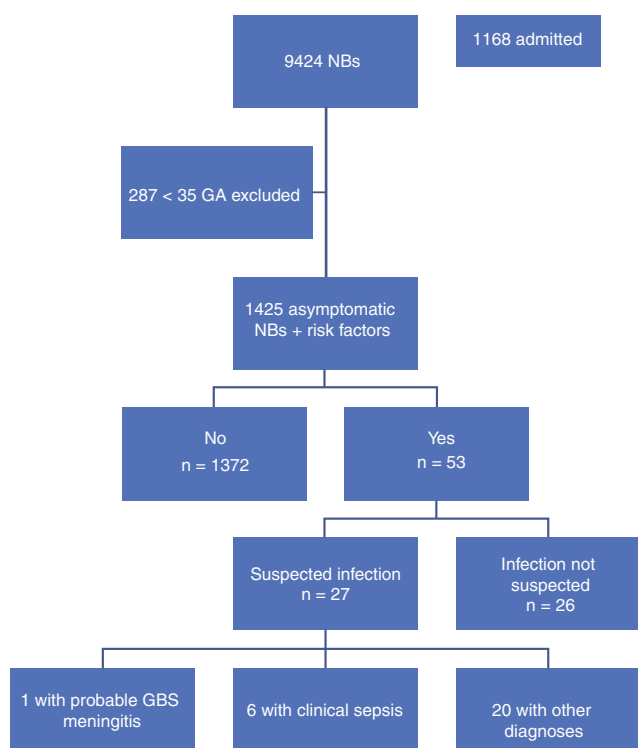 9424 NBs
1168 admitted
287 < 35 GA excluded
1425 asymptomatic
NBs + risk factors
No
n = 1372
Yes
n = 53
Suspected infection
n = 27
Infection not
suspected
n = 26
1 with probable GBS
meningitis
6 with clinical sepsis
20 with other
diagnoses